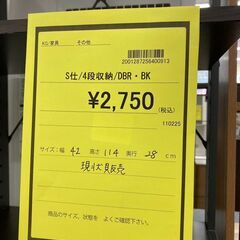 KG/家具　その他
2001287256400913
S仕/4段収納/DBR・BK
¥2,750
(税込)
110225
サイズ:幅 42 高さ 114 奥行 28 cm
現状販売
商品のサイズ、状態を よくご確認下さい。